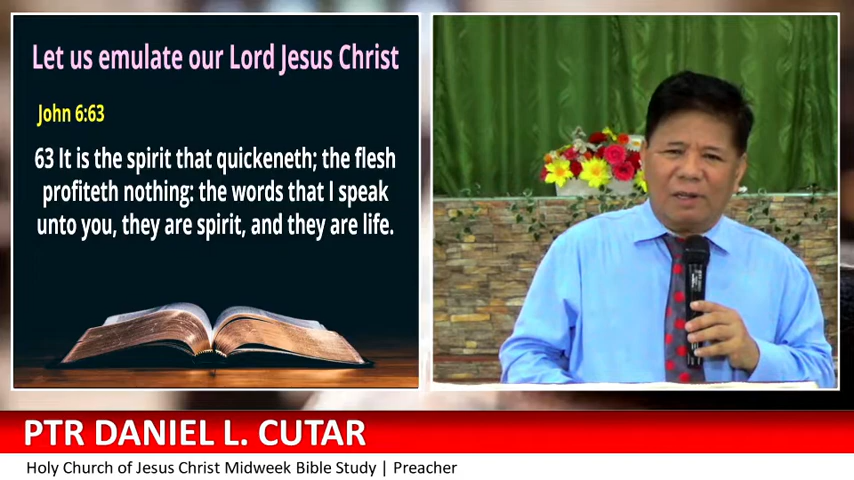 Let us emulate our Lord Jesus Christ
John 6:63
63 It is the spirit that quickeneth; the flesh
profiteth nothing: the words that I speak
unto you, they are spirit, and they are life.
PTR DANIEL L. CUTAR
Holy Church of Jesus Christ Midweek Bible Study | Preacher